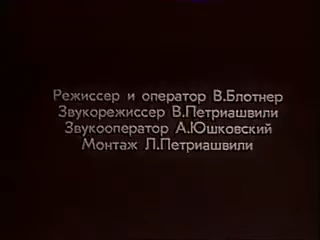 Режиссер и оператор В.Блотнер
Звукорежиссер В.Петриашвили
Звукооператор А.Юшковский
Монтаж Л.Петриашвили